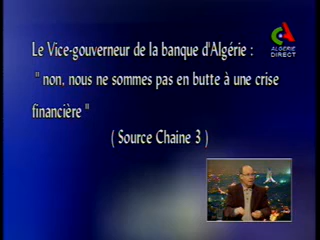 Le Vice-gouverneur de la banque d'Algérie :
" non, nous ne sommes pas en butte à une crise
financière "
( Source Chaine 3 )
ALGERIE
DIRECT